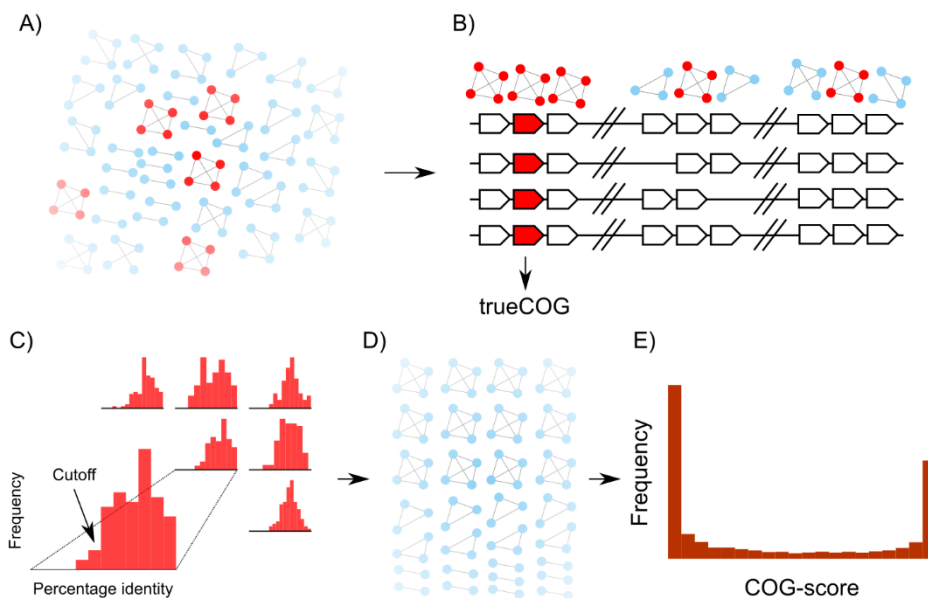 A)
B)
trueCOG
C)
Cutoff
Frequency
Percentage identity
D)
E)
Frequency
COG-score